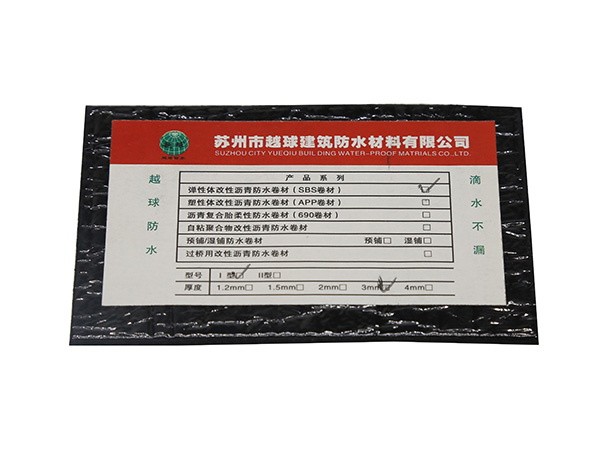 苏州市越球建筑防水材料有限公司
SUZHOU CITY YUEQIU BUILDING WATER-PROOF MATRIALS CO.,LTD.
越球防水
产品系列
弹性体改性沥青防水卷材(SBS卷材)
塑性体改性沥青防水卷材(APP卷材)□
沥青复合胎柔性防水卷材(690卷材)□
自粘聚合物改性沥青防水卷材□
预铺/湿铺防水卷材 预铺□ 湿铺□
过桥用改性沥青防水卷材□
型号 I型□ II型□
厚度 1.2mm□ 1.5mm□ 2mm□ 3mm□ 4mm□
滴水不漏